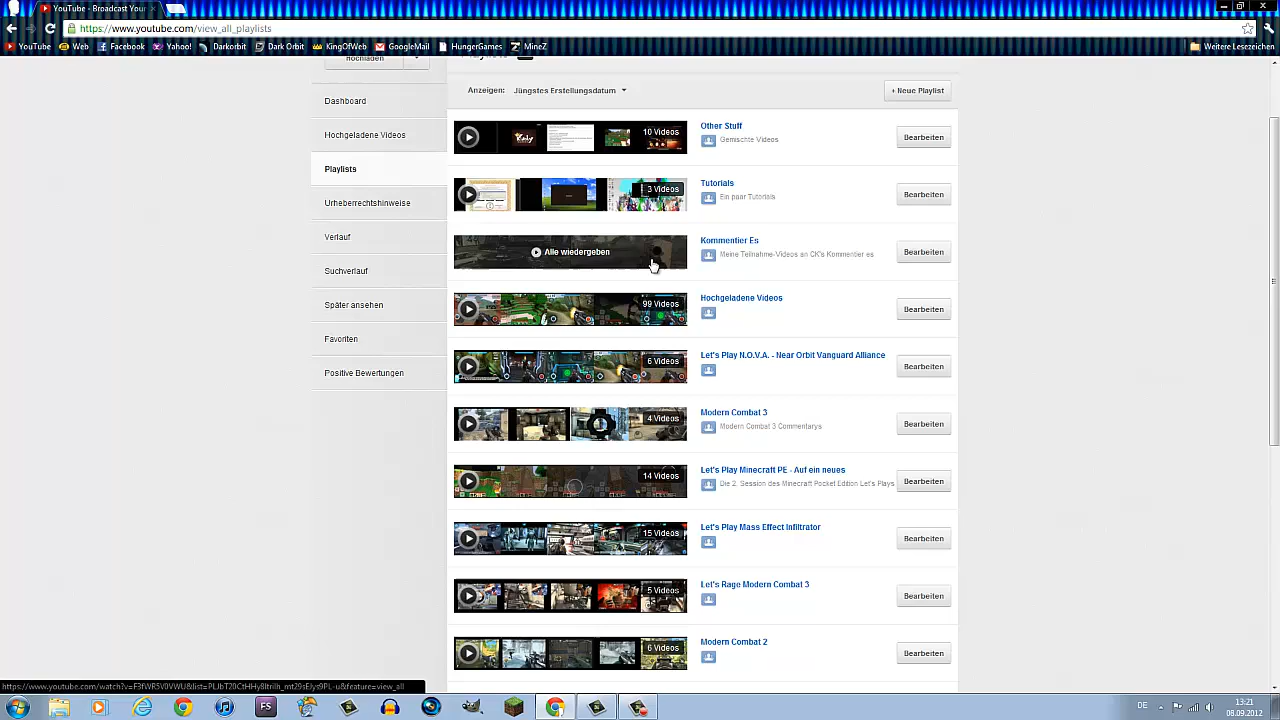 YouTube - Broadcast Your
https://www.youtube.com/view_all_playlists
YouTube Web Facebook Yahoo! Darkorbit Dark Orbit KingOfWeb GoogleMail HungerGames MineZ Weitere Lesezeichen
Hochladen
Anzeigen: Jüngstes Erstellungsdatum + Neue Playlist
Dashboard
Hochgeladene Videos
Playlists
Urheberrechtshinweise
Verlauf
Suchverlauf
Später ansehen
Favoriten
Positive Bewertungen
10 Videos
Other Stuff
Gemischte Videos
Bearbeiten
3 Videos
Tutorials
Ein paar Tutorials
Bearbeiten
Alle wiedergeben
Kommentier Es
Meine Teilnahme-Videos an CK's Kommentier es
Bearbeiten
99 Videos
Hochgeladene Videos
Bearbeiten
6 Videos
Let's Play N.O.V.A. - Near Orbit Vanguard Alliance
Bearbeiten
4 Videos
Modern Combat 3
Modern Combat 3 Commentarys
Bearbeiten
14 Videos
Let's Play Minecraft PE - Auf ein neues
Die 2. Session des Minecraft Pocket Edition Let's Plays
Bearbeiten
15 Videos
Let's Play Mass Effect Infiltrator
Bearbeiten
5 Videos
Let's Rage Modern Combat 3
Bearbeiten
6 Videos
Modern Combat 2
Bearbeiten
FS
DE
13:21
08.09.2012